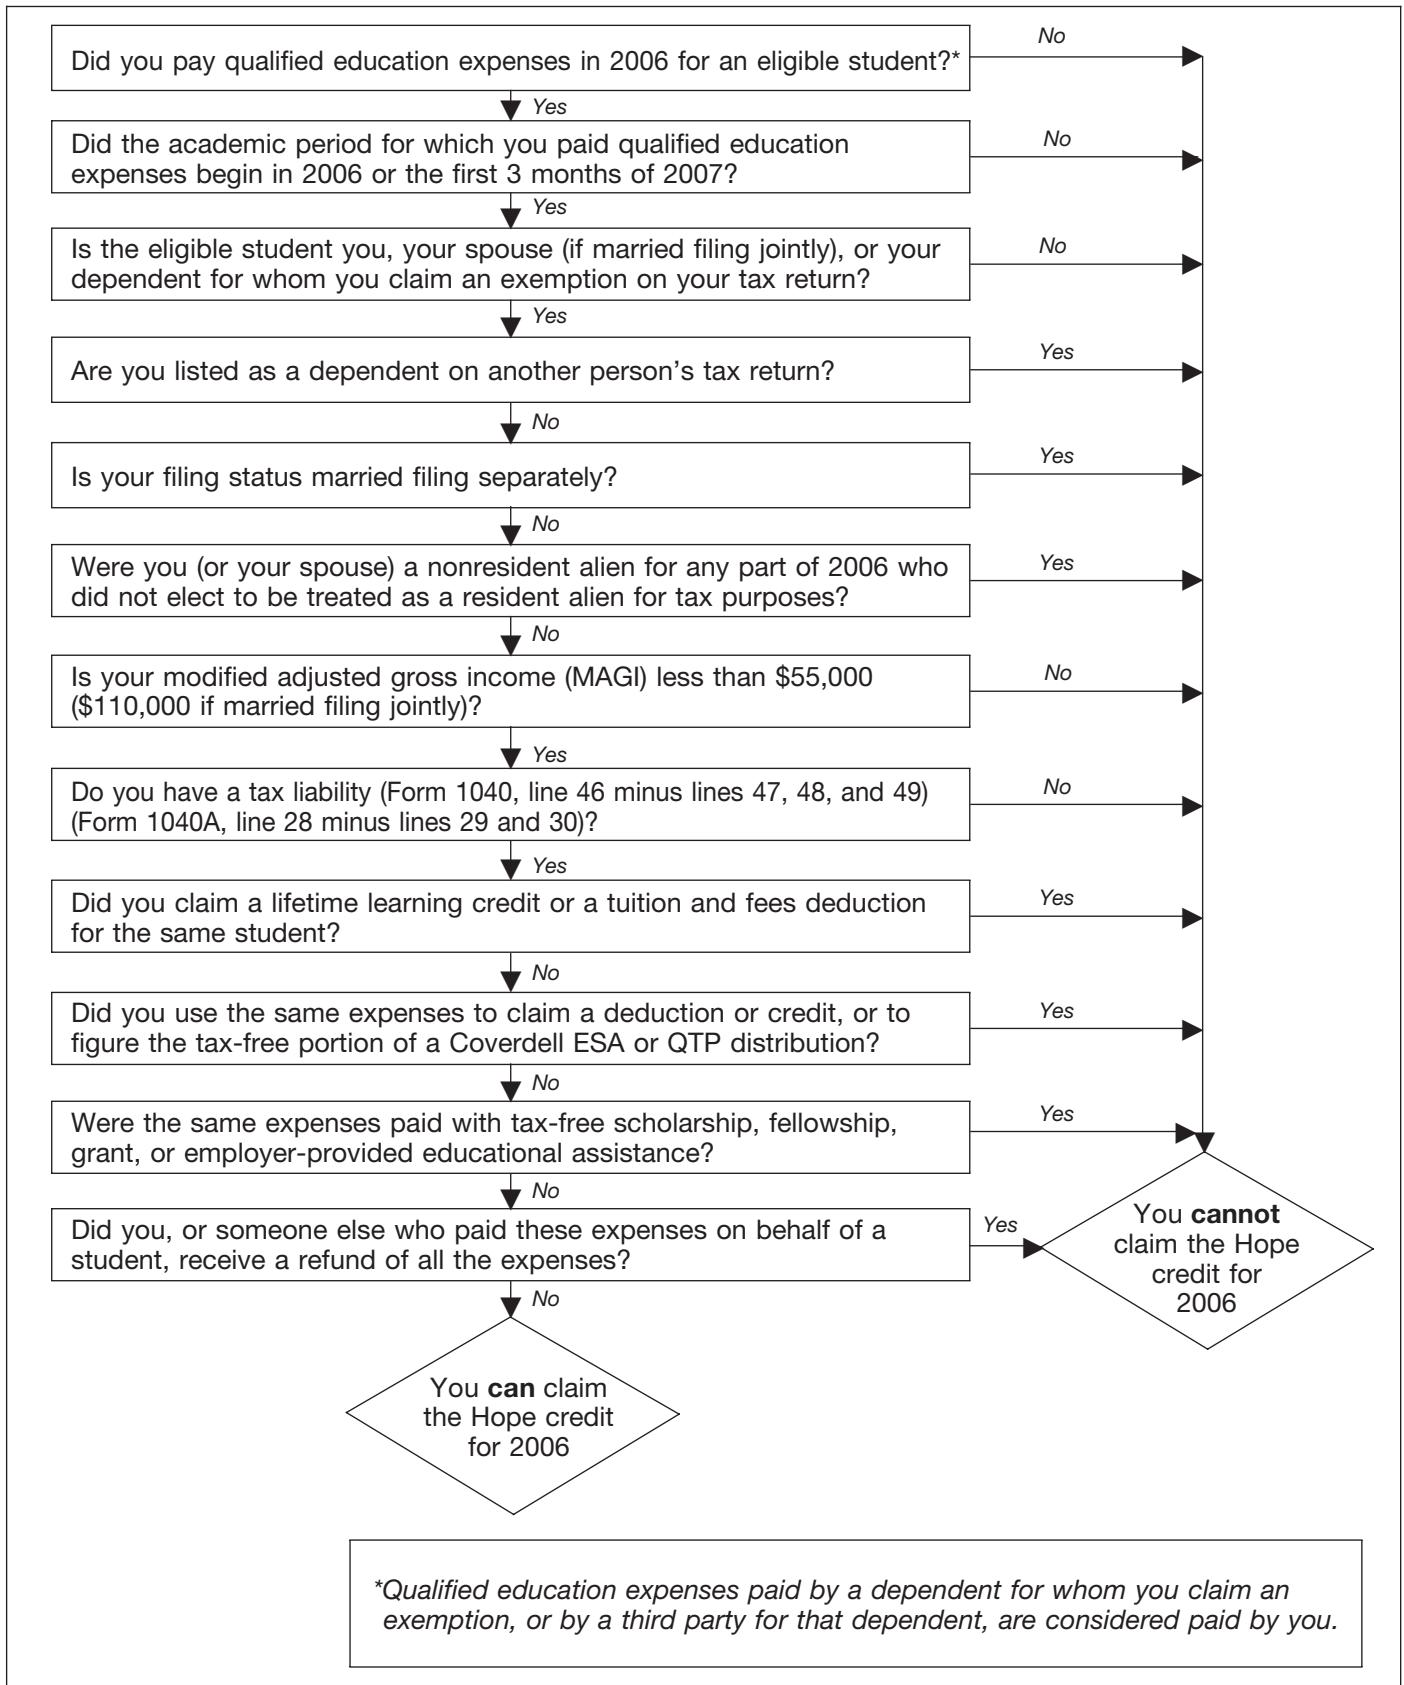 Did you pay qualified education expenses in 2006 for an eligible student?*
No
Yes
Did the academic period for which you paid qualified education
expenses begin in 2006 or the first 3 months of 2007?
No
Yes
Is the eligible student you, your spouse (if married filing jointly), or your
dependent for whom you claim an exemption on your tax return?
No
Yes
Are you listed as a dependent on another person's tax return?
Yes
No
Is your filing status married filing separately?
Yes
No
Were you (or your spouse) a nonresident alien for any part of 2006 who
did not elect to be treated as a resident alien for tax purposes?
Yes
No
Is your modified adjusted gross income (MAGI) less than $55,000
($110,000 if married filing jointly)?
No
Yes
Do you have a tax liability (Form 1040, line 46 minus lines 47, 48, and 49)
(Form 1040A, line 28 minus lines 29 and 30)?
No
Yes
Did you claim a lifetime learning credit or a tuition and fees deduction
for the same student?
Yes
No
Did you use the same expenses to claim a deduction or credit, or to
figure the tax-free portion of a Coverdell ESA or QTP distribution?
Yes
No
Were the same expenses paid with tax-free scholarship, fellowship,
grant, or employer-provided educational assistance?
Yes
No
Did you, or someone else who paid these expenses on behalf of a
student, receive a refund of all the expenses?
Yes
No
You cannot
claim the Hope
credit for
2006
You can claim
the Hope credit
for 2006
*Qualified education expenses paid by a dependent for whom you claim an
exemption, or by a third party for that dependent, are considered paid by you.